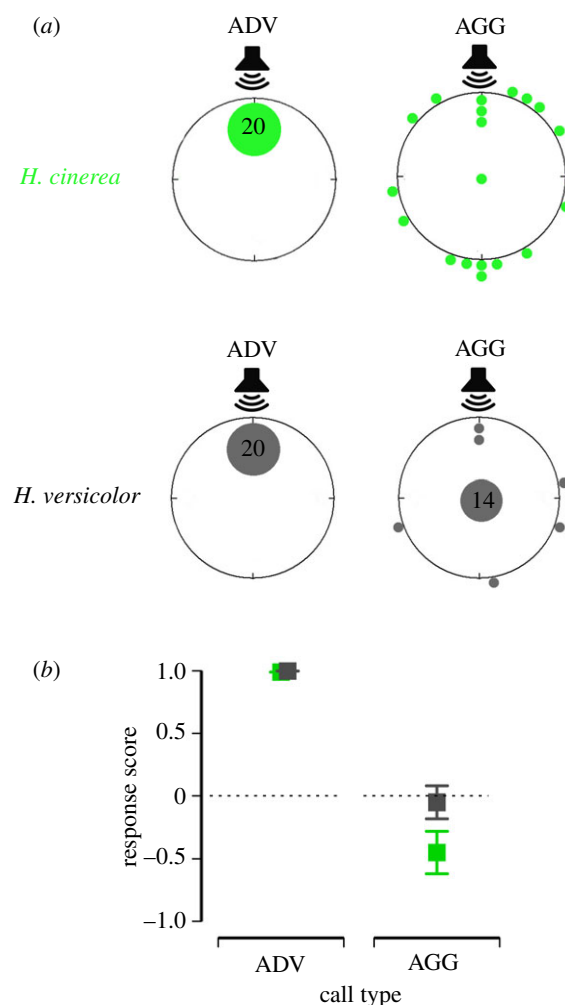 (a)
ADV
AGG
20
H. cinerea
ADV
AGG
20
14
H. versicolor
(b)
1.0
0.5
0
–0.5
–1.0
response score
ADV
AGG
call type